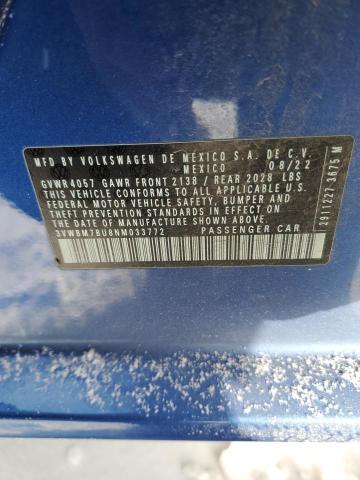 MFD BY VOLKSWAGEN DE MEXICO S.A. DE C.V.
MEXICO 08/22
GVWR 4057 GAWR FRONT 2138 / REAR 2028 LBS
THIS VEHICLE CONFORMS TO ALL APPLICABLE U.S.
FEDERAL MOTOR VEHICLE SAFETY, BUMPER, AND
THEFT PREVENTION STANDARDS IN EFFECT ON
THE DATE OF MANUFACTURE SHOWN ABOVE.
3VWBM7BU8NM033772 PASSENGER CAR
2911227-3675 M